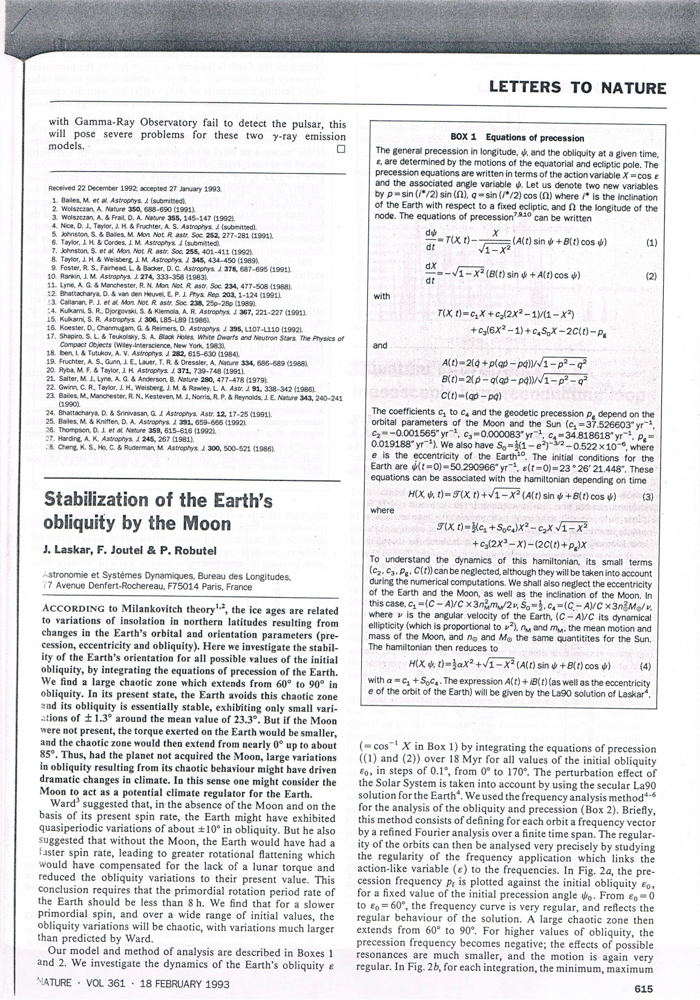 LETTERS TO NATURE
with Gamma-Ray Observatory fail to detect the pulsar, this
will pose severe problems for these two γ-ray emission
models. □
Received 22 December 1992; accepted 27 January 1993.
1. Bailes, M. et al. Astrophys. J. (submitted).
2. Wolszczan, A. Nature 350, 688-690 (1991).
3. Wolszczan, A. & Frail, D. A. Nature 355, 145-147 (1992).
4. Nice, D. J., Taylor, J. H. & Fruchter, A. S. Astrophys. J. (submitted).
5. Johnston, S. & Bailes, M. Mon. Not. R. astr. Soc. 252, 277-281 (1991).
6. Taylor, J. H. & Cordes, J. M. Astrophys. J. (submitted).
7. Johnston, S. et al. Mon. Not. R. astr. Soc. 255, 401-411 (1992).
8. Taylor, J. H. & Weisberg, J. M. Astrophys. J. 345, 434-450 (1989).
9. Foster, R. S., Fairhead, L. & Backer, D. C. Astrophys. J. 378, 687-695 (1991).
10. Rankin, J. M. Astrophys. J. 274, 333-358 (1983).
11. Lyne, A. G. & Manchester, R. N. Mon. Not. R. astr. Soc. 234, 477-508 (1988).
12. Bhattacharya, D. & van den Heuvel, E. P. J. Phys. Rep. 203, 1-124 (1991).
13. Callanan, P. J. et al. Mon. Not. R. astr. Soc. 238, 25p-28p (1989).
14. Kulkarni, S. R., Djorgovski, S. & Klemola, A. R. Astrophys. J. 367, 221-227 (1991).
15. Kulkarni, S. R. Astrophys. J. 306, L85-L89 (1986).
16. Koester, D., Chanmugam, G. & Reimers, D. Astrophys. J. 395, L107-L110 (1992).
17. Shapiro, S. L. & Teukolsky, S. A. Black Holes, White Dwarfs and Neutron Stars. The Physics of
Compact Objects (Wiley-Interscience, New York, 1983).
18. Iben, I. & Tutukov, A. V. Astrophys. J. 282, 615-630 (1984).
19. Fruchter, A. S., Gunn, J. E., Lauer, T. R. & Dressler, A. Nature 334, 686-689 (1988).
20. Ryba, M. F. & Taylor, J. H. Astrophys. J. 371, 739-748 (1991).
21. Salter, M. J., Lyne, A. G. & Anderson, B. Nature 280, 477-478 (1979).
22. Gwinn, C. R., Taylor, J. H., Weisberg, J. M. & Rawley, L. A. Astr. J. 91, 338-342 (1986).
23. Bailes, M., Manchester, R. N., Kesteven, M. J., Norris, R. P. & Reynolds, J. E. Nature 343, 240-241
(1990).
24. Bhattacharya, D. & Srinivasan, G. J. Astrophys. Astr. 12, 17-25 (1991).
25. Bailes, M. & Kniffen, D. A. Astrophys. J. 391, 659-666 (1992).
26. Thompson, D. J. et al. Nature 359, 615-616 (1992).
27. Harding, A. K. Astrophys. J. 245, 267 (1981).
28. Cheng, K. S., Ho, C. & Ruderman, M. Astrophys. J. 300, 500-521 (1986).
Stabilization of the Earth's
obliquity by the Moon
J. Laskar, F. Joutel & P. Robutel
Astronomie et Systèmes Dynamiques, Bureau des Longitudes,
77 Avenue Denfert-Rochereau, F75014 Paris, France
ACCORDING to Milankovitch theory¹,², the ice ages are related
to variations of insolation in northern latitudes resulting from
changes in the Earth's orbital and orientation parameters (pre-
cession, eccentricity and obliquity). Here we investigate the stabil-
ity of the Earth's orientation for all possible values of the initial
obliquity, by integrating the equations of precession of the Earth.
We find a large chaotic zone which extends from 60° to 90° in
obliquity. In its present state, the Earth avoids this chaotic zone
and its obliquity is essentially stable, exhibiting only small vari-
ations of ± 1.3° around the mean value of 23.3°. But if the Moon
were not present, the torque exerted on the Earth would be smaller,
and the chaotic zone would then extend from nearly 0° up to about
85°. Thus, had the planet not acquired the Moon, large variations
in obliquity resulting from its chaotic behaviour might have driven
dramatic changes in climate. In this sense one might consider the
Moon to act as a potential climate regulator for the Earth.
Ward³ suggested that, in the absence of the Moon and on the
basis of its present spin rate, the Earth might have exhibited
quasiperiodic variations of about ±10° in obliquity. But he also
suggested that without the Moon, the Earth would have had a
faster spin rate, leading to greater rotational flattening which
would have compensated for the lack of a lunar torque and
reduced the obliquity variations to their present value. This
conclusion requires that the primordial rotation period rate of
the Earth should be less than 8 h. We find that for a slower
primordial spin, and over a wide range of initial values, the
obliquity variations will be chaotic, with variations much larger
than predicted by Ward.
Our model and method of analysis are described in Boxes 1
and 2. We investigate the dynamics of the Earth's obliquity ε
BOX 1 Equations of precession
The general precession in longitude, ψ, and the obliquity at a given time,
ε, are determined by the motions of the equatorial and ecliptic pole. The
precession equations are written in terms of the action variable X = cos ε
and the associated angle variable ψ. Let us denote two new variables
by p = sin (i*/2) sin (Ω), q = sin (i*/2) cos (Ω) where i* is the inclination
of the Earth with respect to a fixed ecliptic, and Ω the longitude of the
node. The equations of precession⁷,⁹,¹⁰ can be written
dψ/dt = T(X, t) − X/√(1−X²) (A(t) sin ψ + B(t) cos ψ) (1)
dX/dt = −√(1−X²) (B(t) sin ψ + A(t) cos ψ) (2)
with
T(X, t) = c₁X + c₂(2X² − 1)/(1 − X²)
+ c₃(6X² − 1) + c₄S₀X − 2C(t) − p_g
and
A(t) = 2(q̇ + p(qṗ − pq̇))/√(1 − p² − q²)
B(t) = 2(ṗ − q(qṗ − pq̇))/√(1 − p² − q²)
C(t) = (qṗ − pq̇)
The coefficients c₁ to c₄ and the geodetic precession p_g depend on the
orbital parameters of the Moon and the Sun (c₁ = 37.526603″ yr⁻¹,
c₂ = −0.001565″ yr⁻¹, c₃ = 0.000083″ yr⁻¹, c₄ = 34.818618″ yr⁻¹, p_g =
0.019188″ yr⁻¹). We also have S₀ = ½(1 − e²)^−3/2 − 0.522 × 10⁻⁶, where
e is the eccentricity of the Earth¹⁰. The initial conditions for the
Earth are ψ̇(t = 0) = 50.290966″ yr⁻¹, ε(t = 0) = 23 ° 26′ 21.448″. These
equations can be associated with the hamiltonian depending on time
H(X, ψ, t) = 𝒯(X, t) + √(1 − X²) (A(t) sin ψ + B(t) cos ψ) (3)
where
𝒯(X, t) = ½(c₁ + S₀c₄)X² − c₂X √(1 − X²)
+ c₃(2X³ − X) − (2C(t) + p_g)X
To understand the dynamics of this hamiltonian, its small terms
(c₂, c₃, p_g, C(t)) can be neglected, although they will be taken into account
during the numerical computations. We shall also neglect the eccentricity
of the Earth and the Moon, as well as the inclination of the Moon. In
this case, c₁ = (C − A)/C × 3n²_M m_M/2ν, S₀ = ½, c₄ = (C − A)/C × 3n²_⊙M_⊙/ν,
where ν is the angular velocity of the Earth, (C − A)/C its dynamical
ellipticity (which is proportional to ν²), n_M and m_M, the mean motion and
mass of the Moon, and n_⊙ and M_⊙ the same quantitites for the Sun.
The hamiltonian then reduces to
H(X, ψ, t) = ½αX² + √(1 − X²) (A(t) sin ψ + B(t) cos ψ) (4)
with α = c₁ + S₀c₄. The expression A(t) + iB(t) (as well as the eccentricity
e of the orbit of the Earth) will be given by the La90 solution of Laskar⁴.
(= cos⁻¹ X in Box 1) by integrating the equations of precession
((1) and (2)) over 18 Myr for all values of the initial obliquity
ε₀, in steps of 0.1°, from 0° to 170°. The perturbation effect of
the Solar System is taken into account by using the secular La90
solution for the Earth⁴. We used the frequency analysis method⁴⁻⁶
for the analysis of the obliquity and precession (Box 2). Briefly,
this method consists of defining for each orbit a frequency vector
by a refined Fourier analysis over a finite time span. The regular-
ity of the orbits can then be analysed very precisely by studying
the regularity of the frequency application which links the
action-like variable (ε) to the frequencies. In Fig. 2a, the pre-
cession frequency p_f is plotted against the initial obliquity ε₀,
for a fixed value of the initial precession angle ψ₀. From ε₀ = 0
to ε₀ = 60°, the frequency curve is very regular, and reflects the
regular behaviour of the solution. A large chaotic zone then
extends from 60° to 90°. For higher values of obliquity, the
precession frequency becomes negative; the effects of possible
resonances are much smaller, and the motion is again very
regular. In Fig. 2b, for each integration, the minimum, maximum
NATURE · VOL 361 · 18 FEBRUARY 1993
615